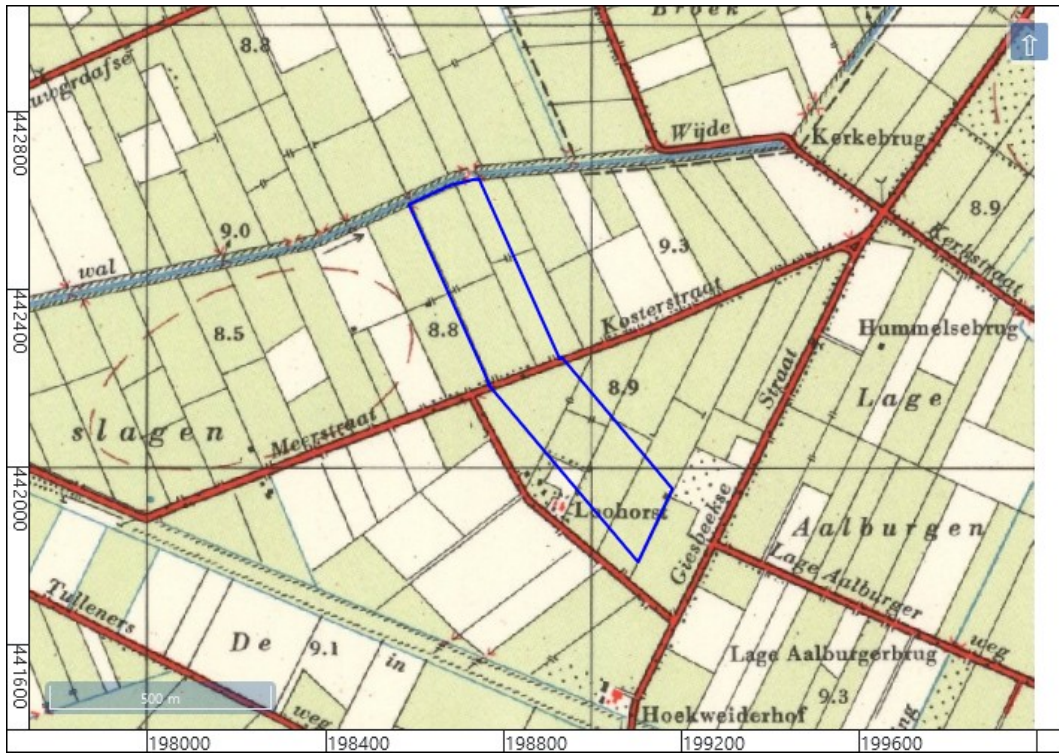 Broek
8.8
uwgraafse
442800
Wijde
Kerkebrug
8.9
9.0
9.3
Kerkstraat
wal
442400
Kosterstraat
8.5
8.8
Hummelsebrug
8.9
Straat
Lage
slagen
Meerstraat
442000
Loohorst
Giesbeekse
Aalburgen
Lage Aalburger
weg
Tulleners
De
9.1
in
Lage Aalburgerbrug
441600
500 m
9.3
weg
Hoekweiderhof
ng
198000
198400
198800
199200
199600